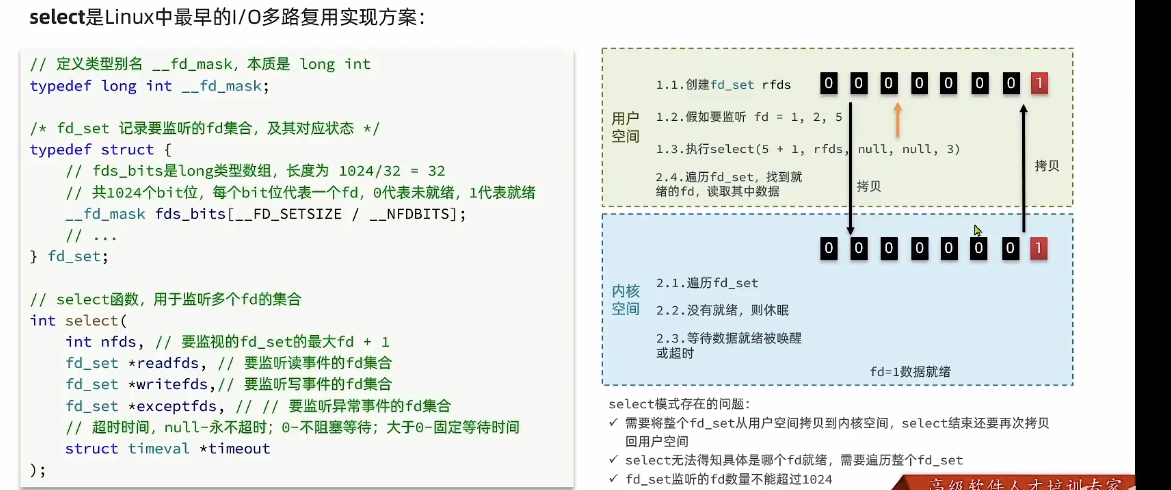 select是Linux中最早的I/O多路复用实现方案：
// 定义类型别名 __fd_mask，本质是 long int
typedef long int __fd_mask;
/* fd_set 记录要监听的fd集合，及其对应状态 */
typedef struct {
// fds_bits是long类型数组，长度为 1024/32 = 32
// 共1024个bit位，每个bit位代表一个fd，0代表未就绪，1代表就绪
__fd_mask fds_bits[__FD_SETSIZE / __NFDBITS];
// ...
} fd_set;
// select函数，用于监听多个fd的集合
int select(
int nfds, // 要监视的fd_set的最大fd + 1
fd_set *readfds, // 要监听读事件的fd集合
fd_set *writefds,// 要监听写事件的fd集合
fd_set *exceptfds, // // 要监听异常事件的fd集合
// 超时时间，null-永不超时；0-不阻塞等待；大于0-固定等待时间
struct timeval *timeout
);
用户
空间
1.1.创建fd_set rfds
0 0 0 0 0 0 0 1
1.2.假如要监听 fd = 1, 2, 5
1.3.执行select(5 + 1, rfds, null, null, 3)
2.4.遍历fd_set，找到就
绪的fd，读取其中数据
拷贝
拷贝
0 0 0 0 0 0 0 1
内核
空间
2.1.遍历fd_set
2.2.没有就绪，则休眠
2.3.等待数据就绪被唤醒
或超时
fd=1数据就绪
select模式存在的问题：
✓ 需要将整个fd_set从用户空间拷贝到内核空间，select结束还要再次拷贝
回用户空间
✓ select无法得知具体是哪个fd就绪，需要遍历整个fd_set
✓ fd_set监听的fd数量不能超过1024
高级软件人才培训专家